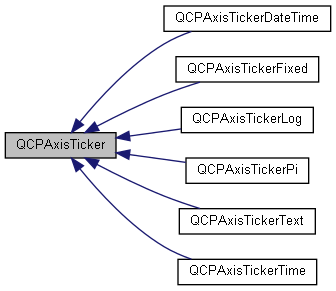 QCPAxisTickerDateTime
QCPAxisTickerFixed
QCPAxisTickerLog
QCPAxisTicker
QCPAxisTickerPi
QCPAxisTickerText
QCPAxisTickerTime